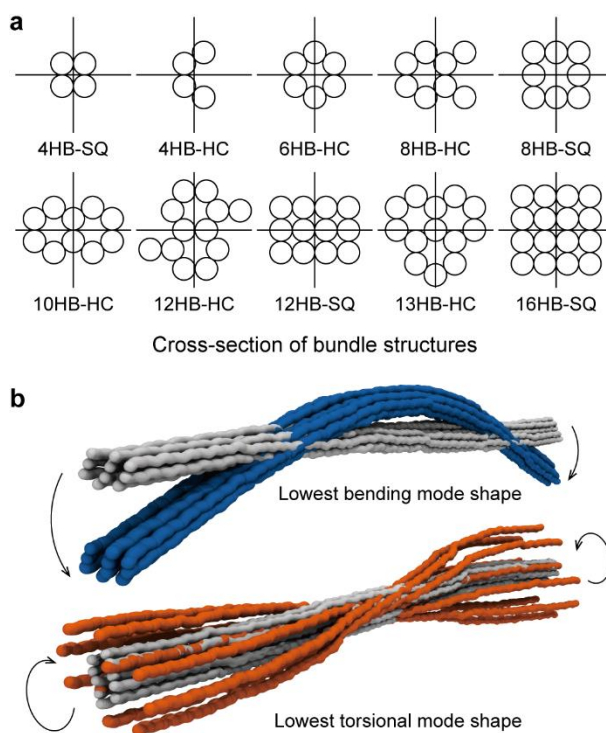 a
4HB-SQ 4HB-HC 6HB-HC 8HB-HC 8HB-SQ
10HB-HC 12HB-HC 12HB-SQ 13HB-HC 16HB-SQ
Cross-section of bundle structures
b
Lowest bending mode shape
Lowest torsional mode shape